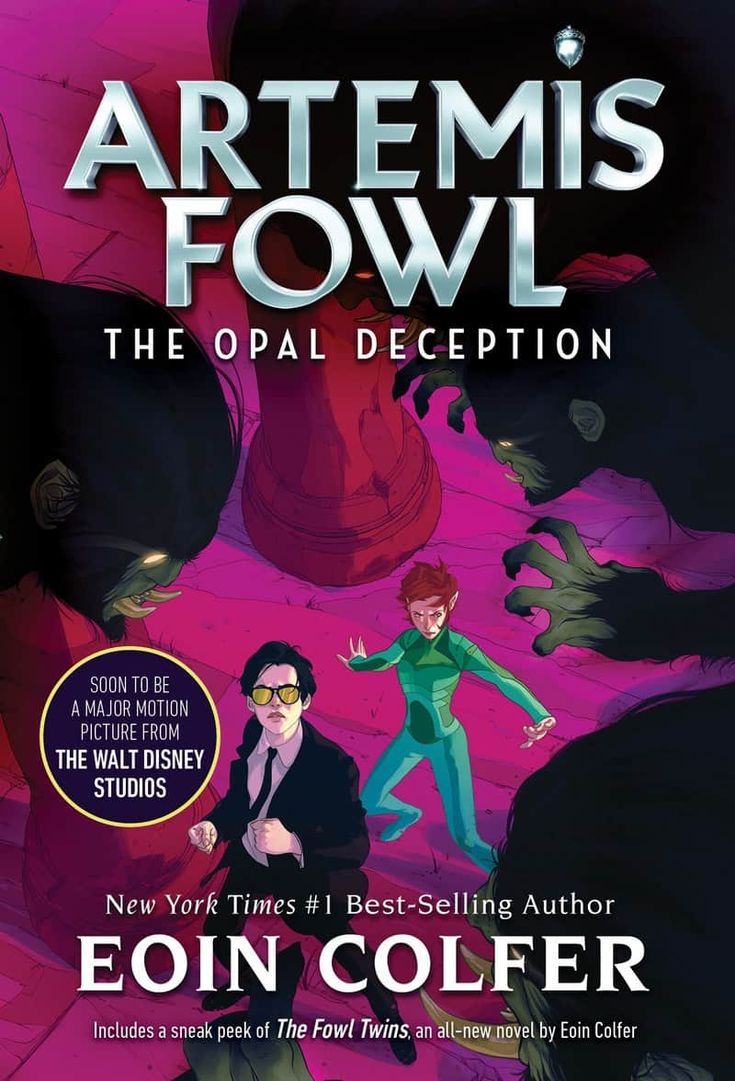 ARTEMIS
FOWL
THE OPAL DECEPTION
SOON TO BE
A MAJOR MOTION
PICTURE FROM
THE WALT DISNEY
STUDIOS
New York Times #1 Best-Selling Author
EOIN COLFER
Includes a sneak peek of The Fowl Twins, an all-new novel by Eoin Colfer